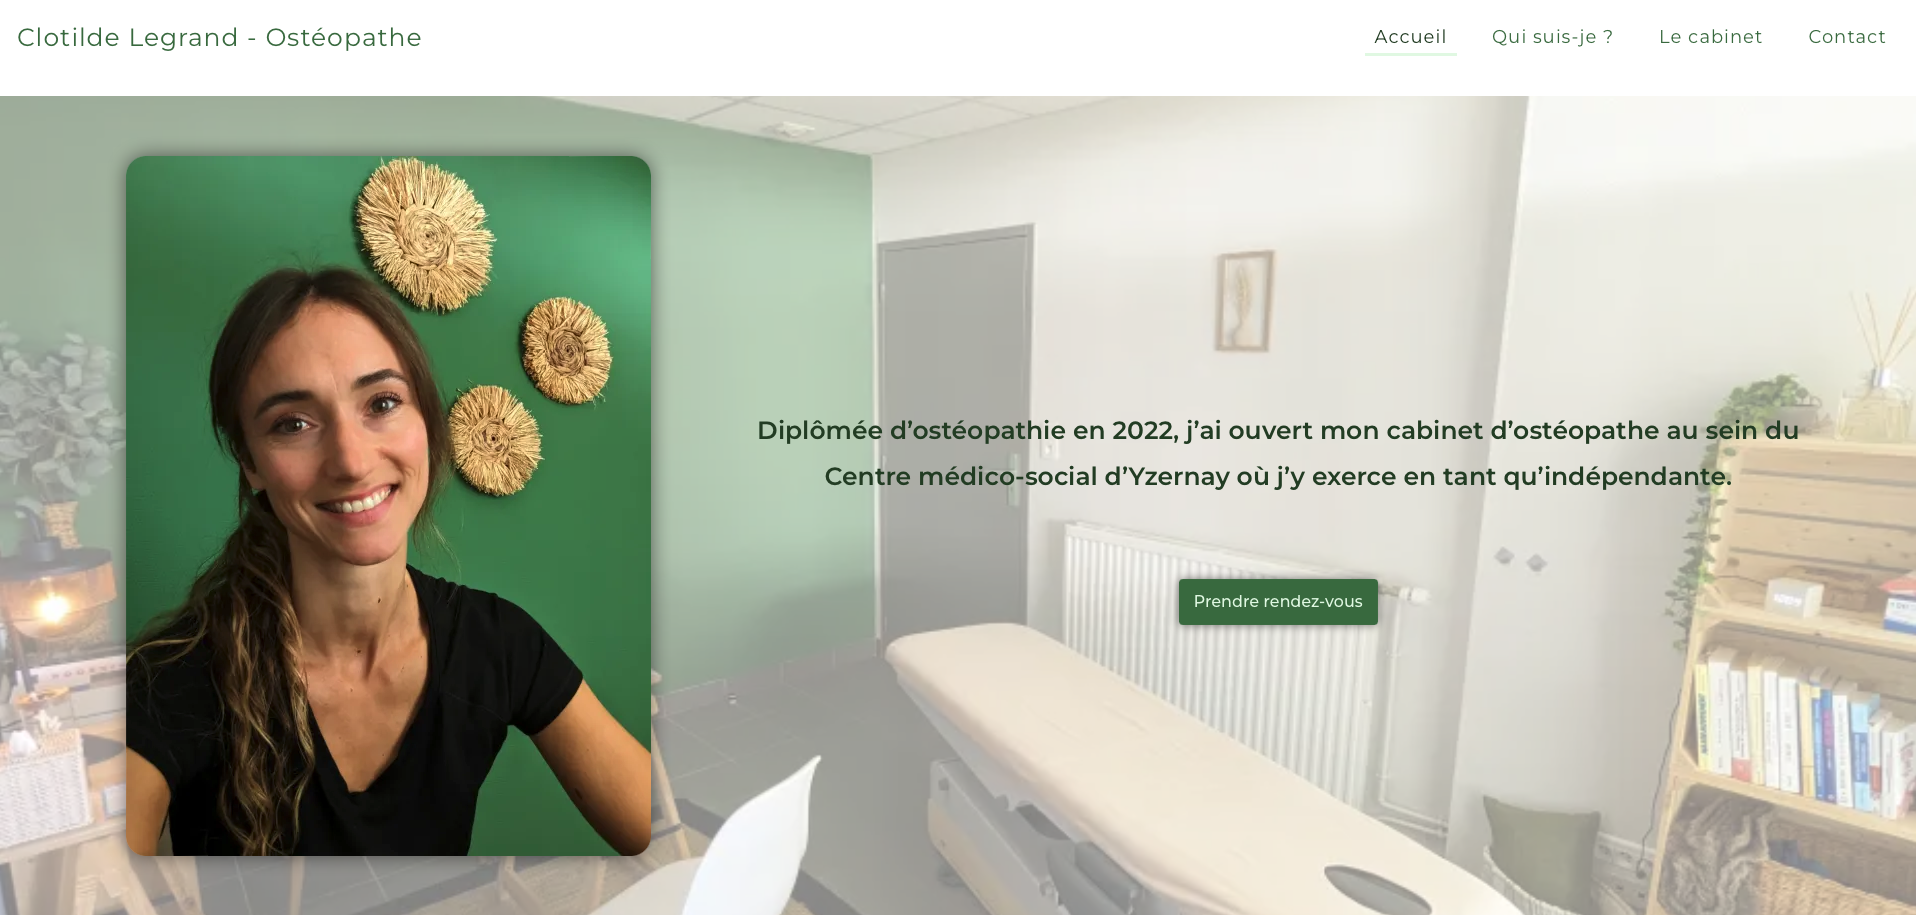 Clotilde Legrand - Ostéopathe
Accueil
Qui suis-je ?
Le cabinet
Contact
Diplômée d’ostéopathie en 2022, j’ai ouvert mon cabinet d’ostéopathe au sein du
Centre médico-social d’Yzernay où j’y exerce en tant qu’indépendante.
Prendre rendez-vous